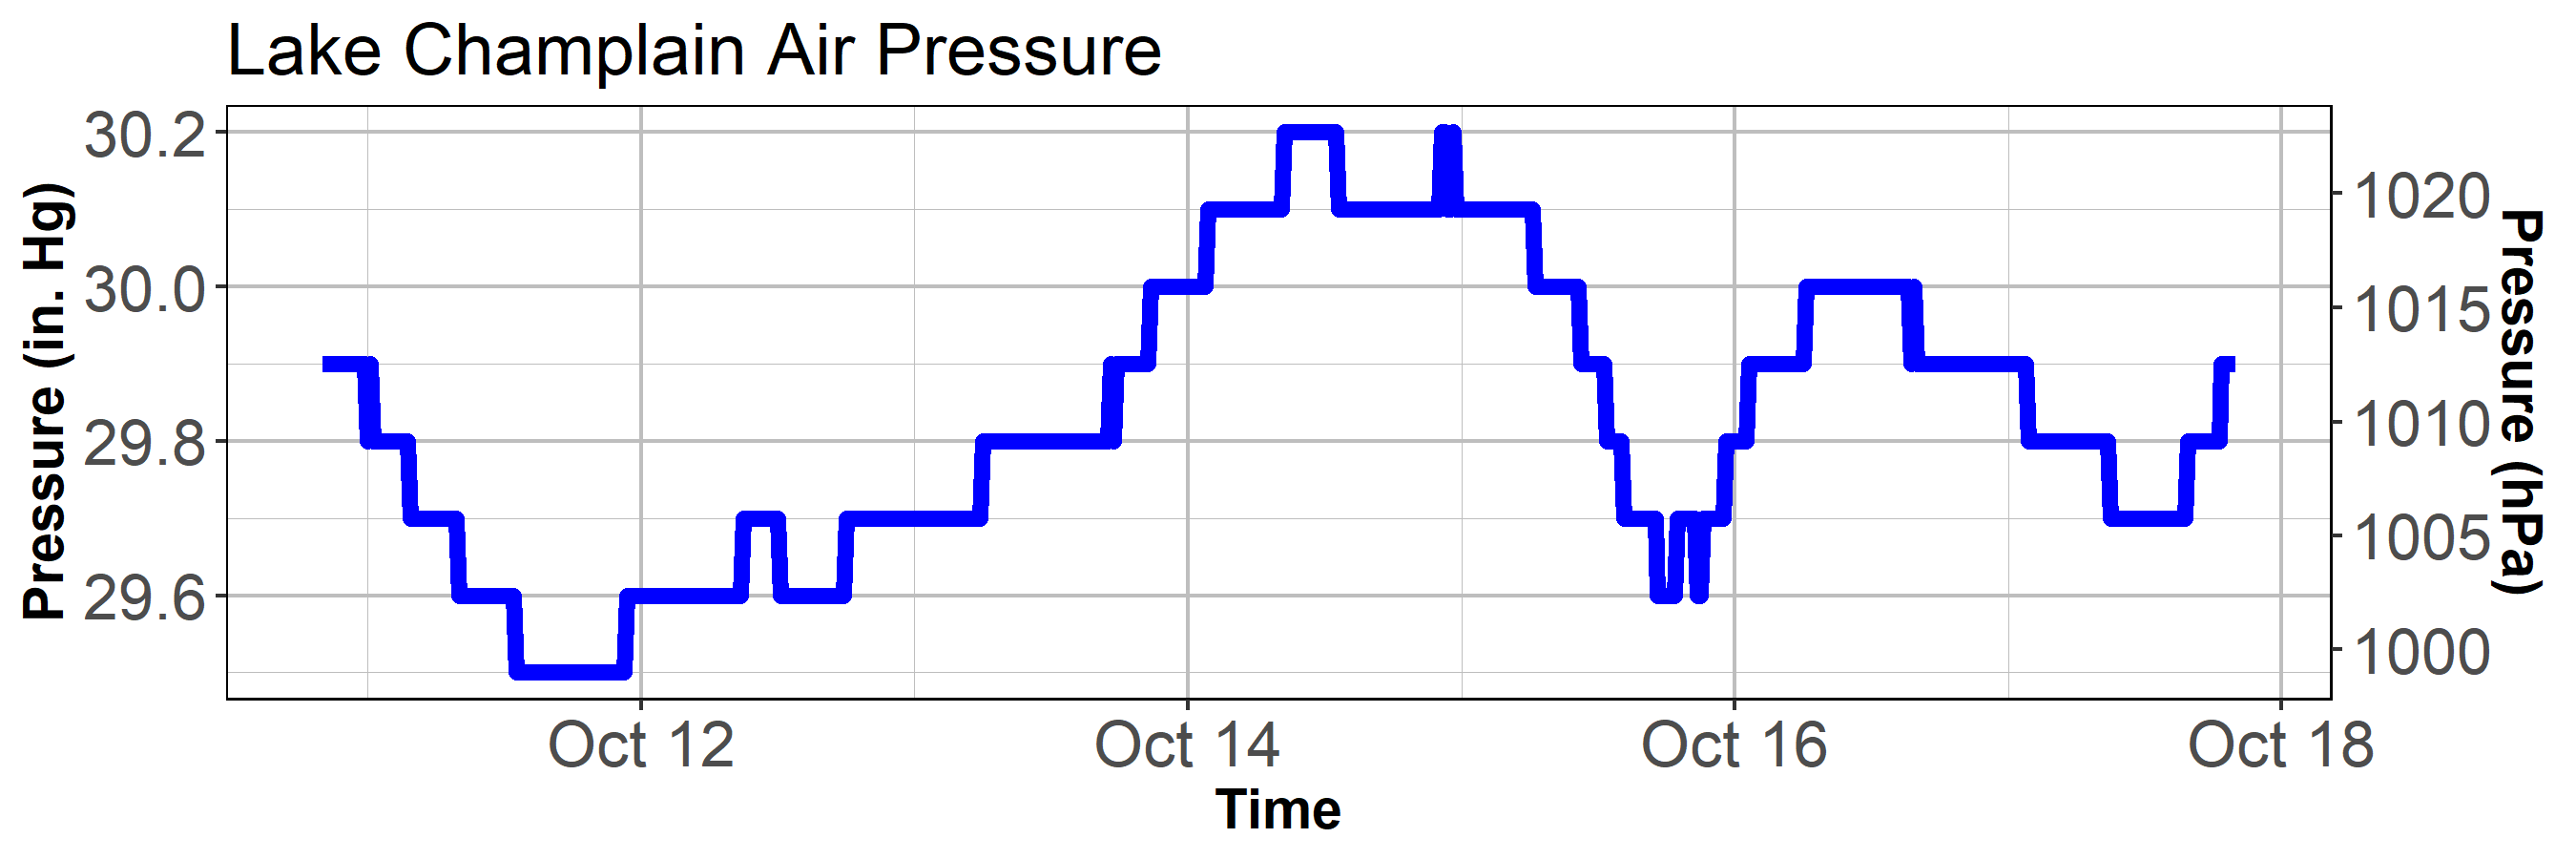 Lake Champlain Air Pressure
30.2
30.0
29.8
29.6
Pressure (in. Hg)
1020
1015
1010
1005
1000
Pressure (hPa)
Oct 12
Oct 14
Oct 16
Oct 18
Time